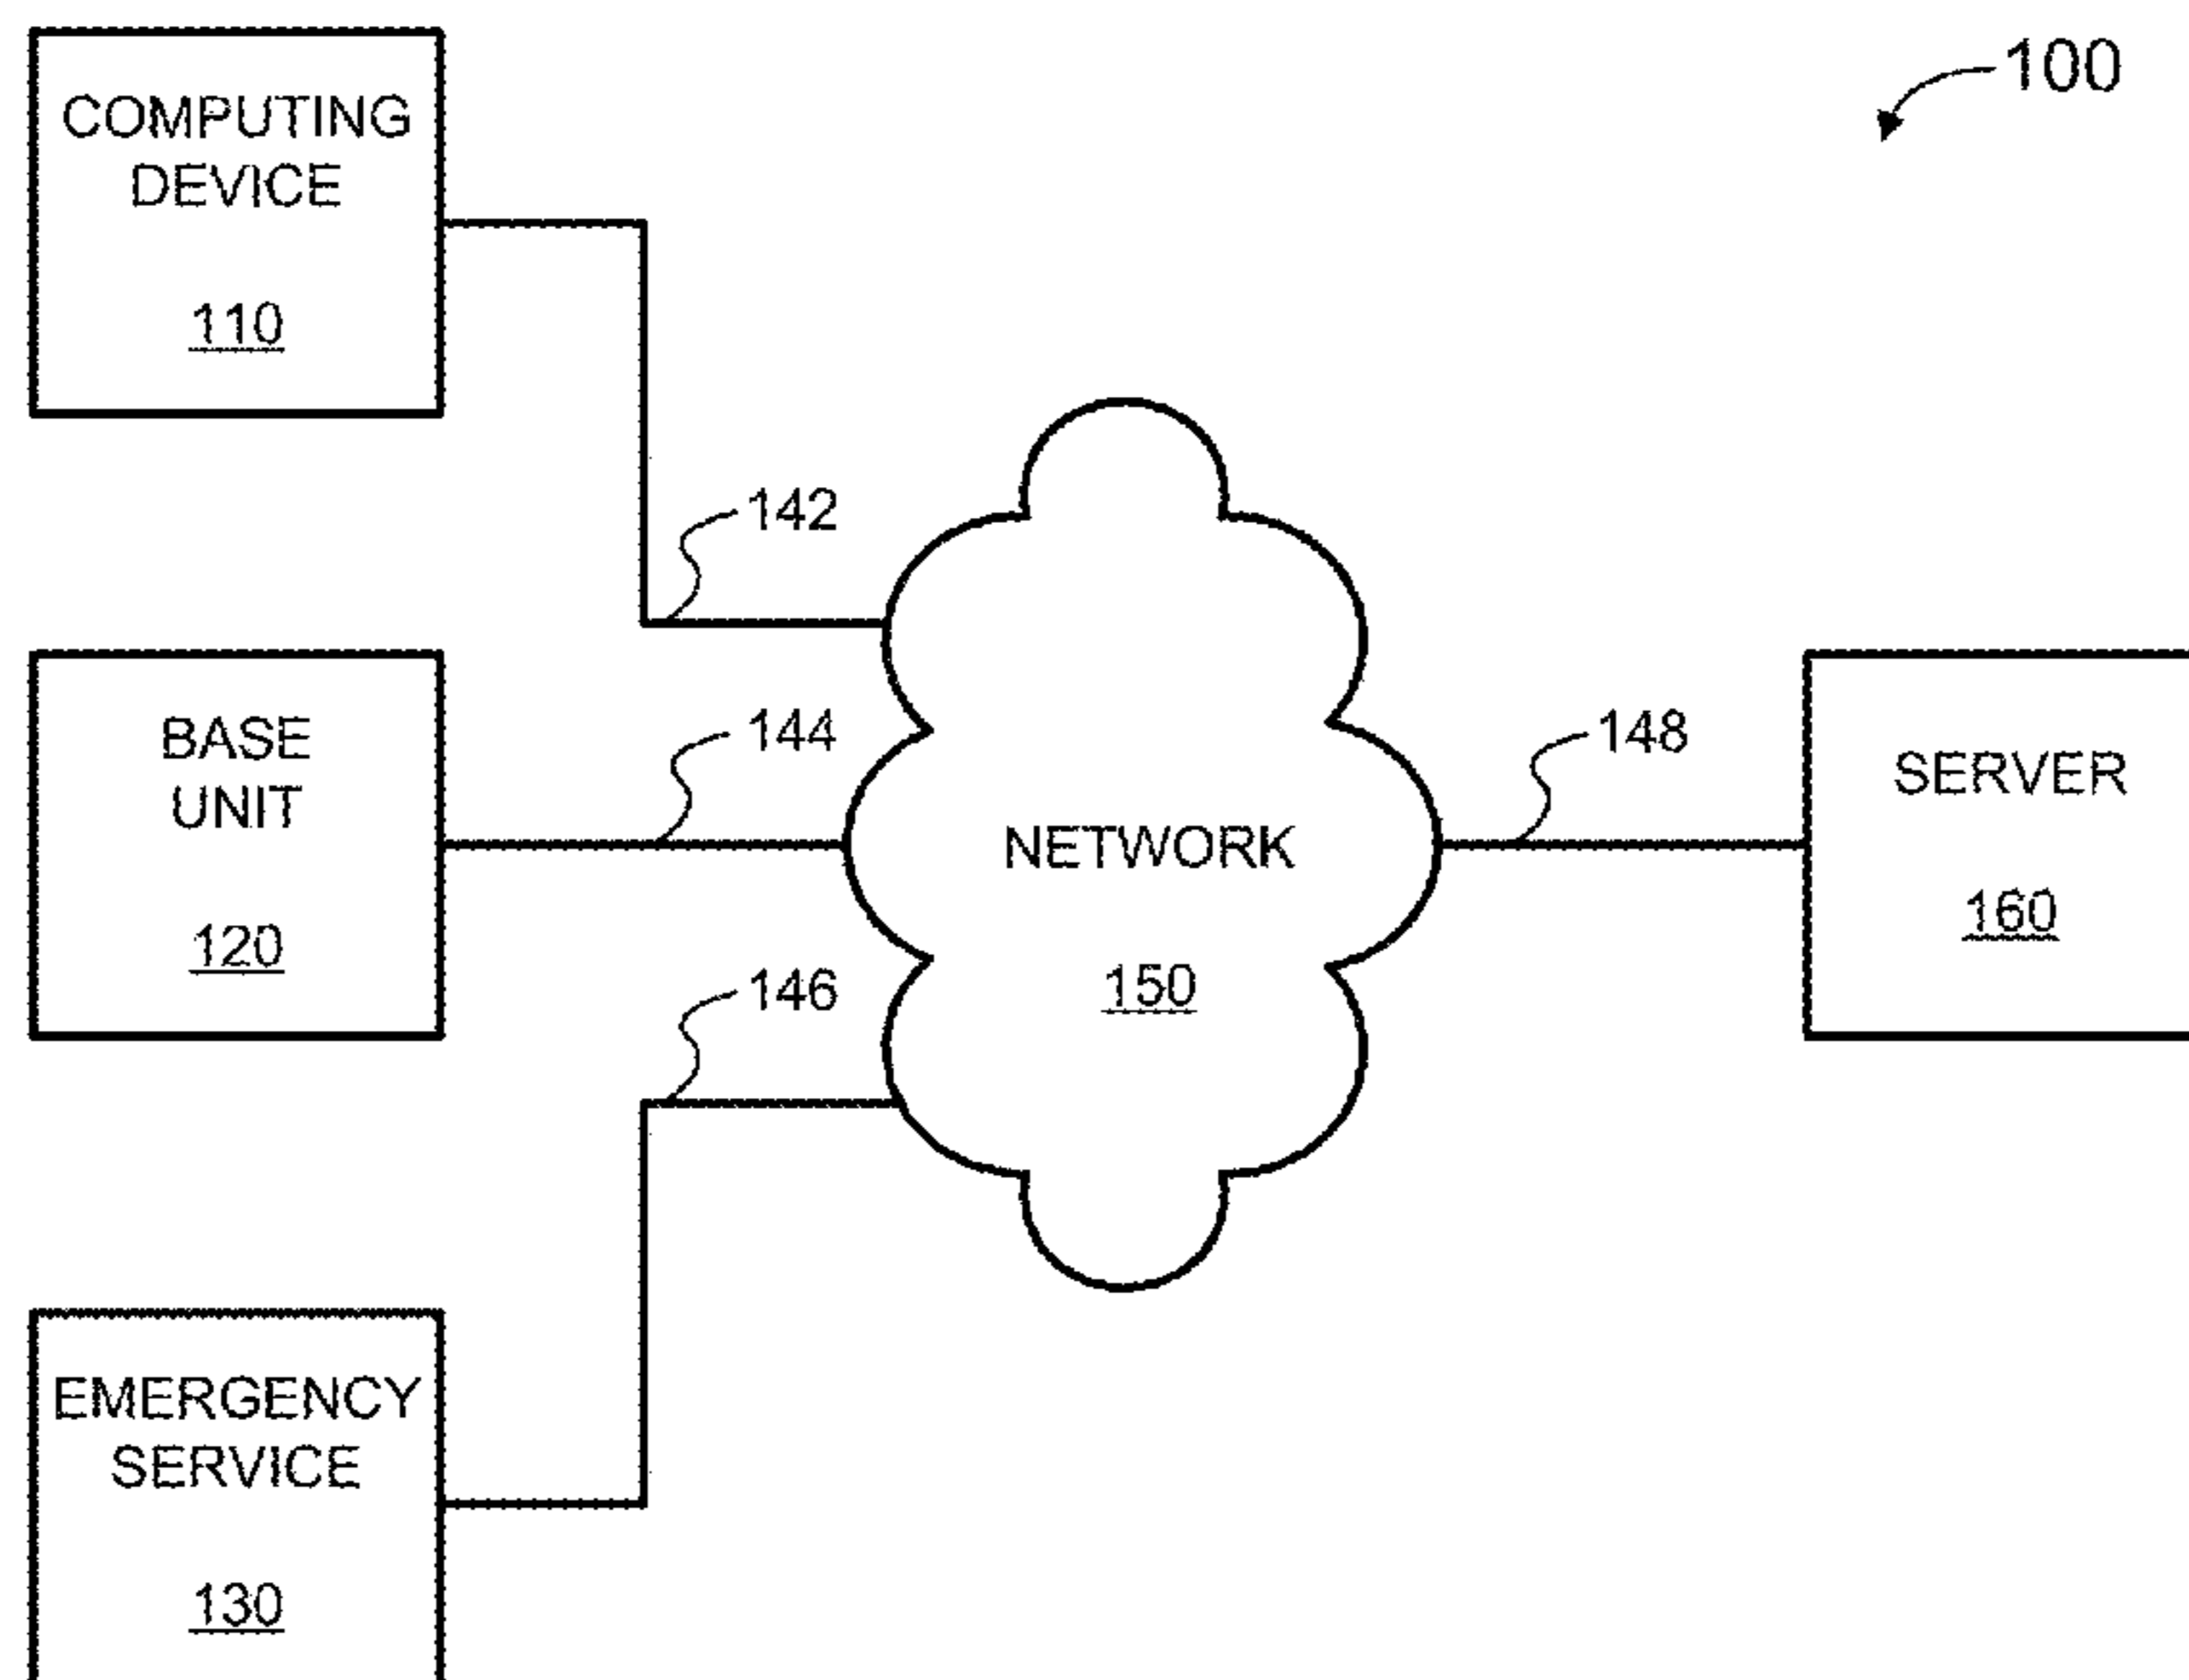 100
COMPUTING
DEVICE
110
142
BASE
UNIT
120
144
NETWORK
150
148
SERVER
160
146
EMERGENCY
SERVICE
130